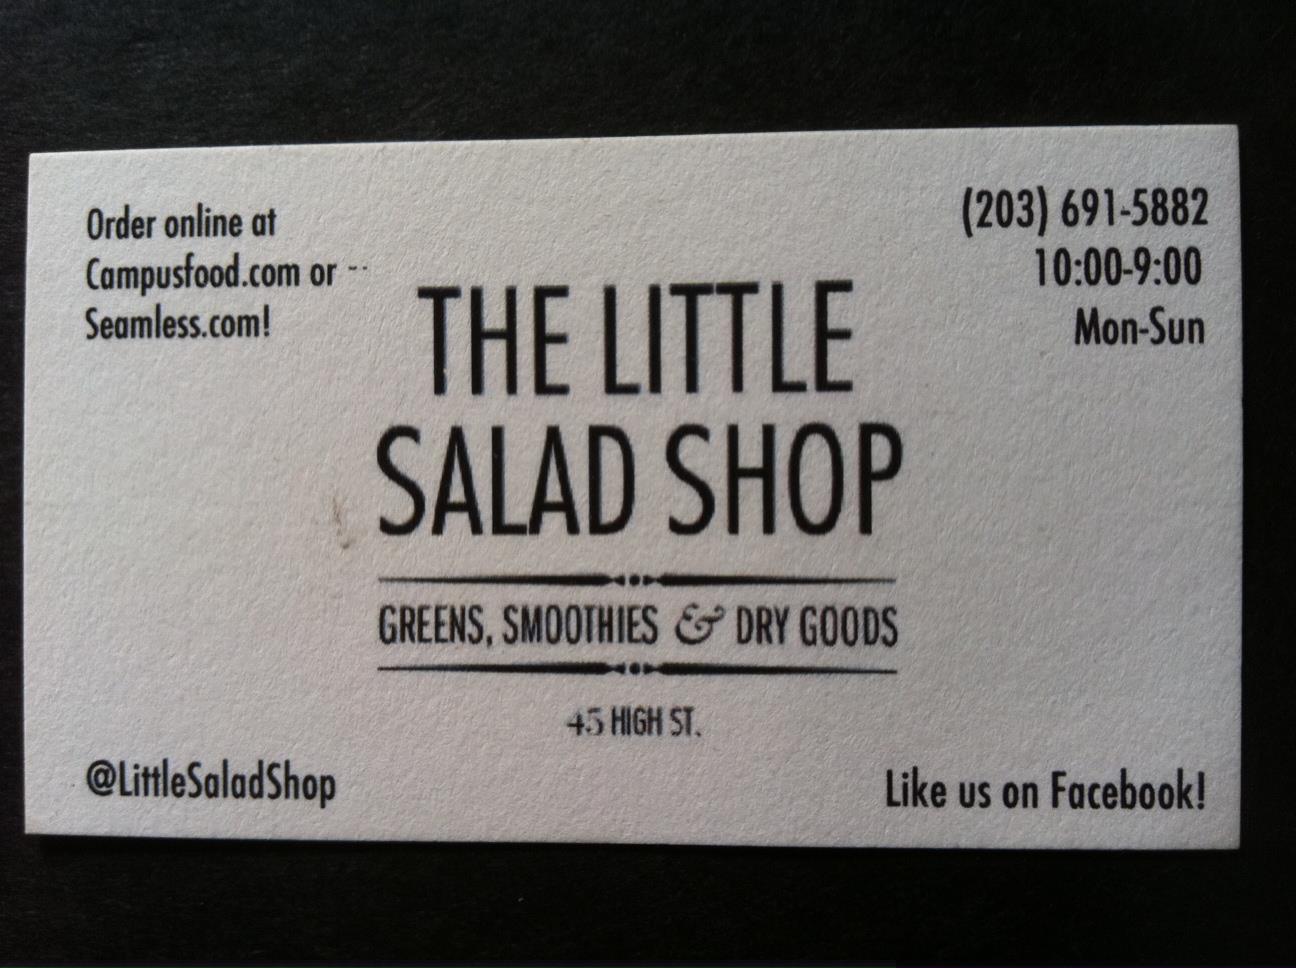 Order online at
Campusfood.com or --
Seamless.com!
(203) 691-5882
10:00-9:00
Mon-Sun
THE LITTLE
SALAD SHOP
GREENS, SMOOTHIES & DRY GOODS
45 HIGH ST.
@LittleSaladShop
Like us on Facebook!